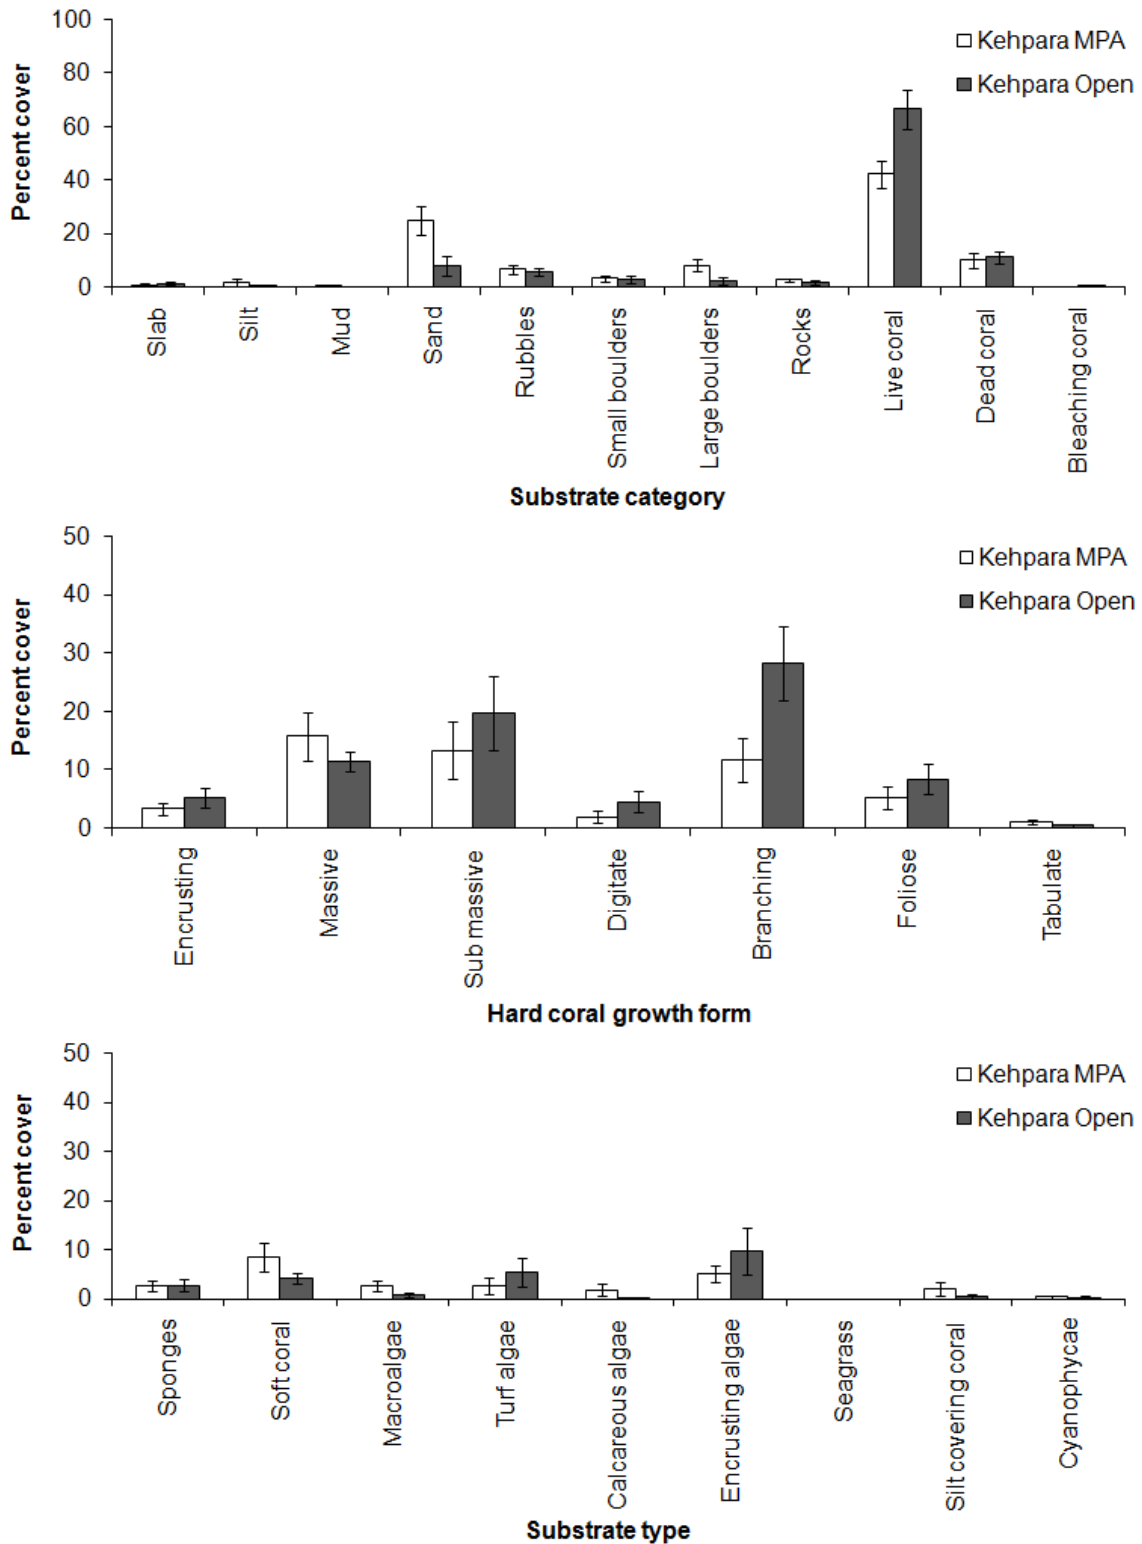 100
80
60
40
20
0
Percent cover
Kehpara MPA
Kehpara Open
Slab
Silt
Mud
Sand
Rubbles
Small boulders
Large boulders
Rocks
Live coral
Dead coral
Bleaching coral
Substrate category
50
40
30
20
10
0
Percent cover
Kehpara MPA
Kehpara Open
Encrusting
Massive
Sub massive
Digitate
Branching
Foliose
Tabulate
Hard coral growth form
50
40
30
20
10
0
Percent cover
Kehpara MPA
Kehpara Open
Sponges
Soft coral
Macroalgae
Turf algae
Calcareous algae
Encrusting algae
Seagrass
Silt covering coral
Cyanophycae
Substrate type